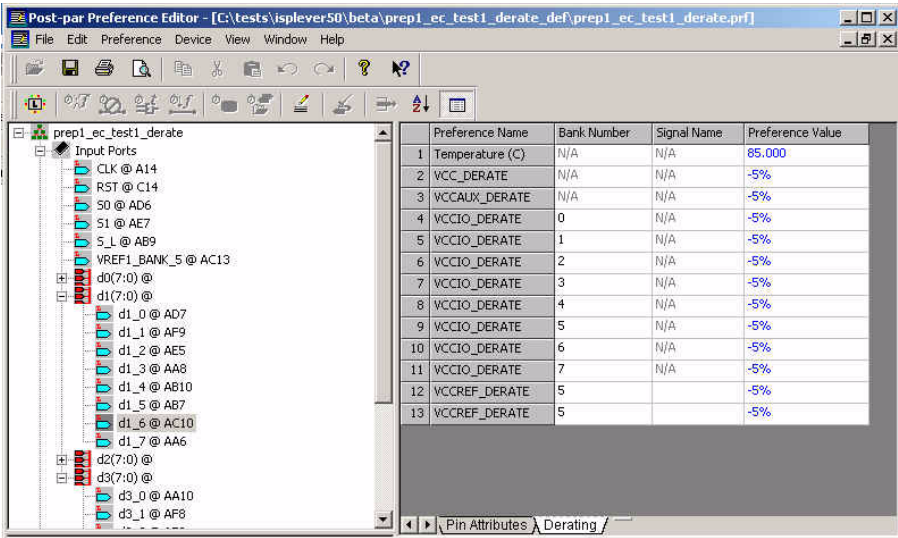 Post-par Preference Editor - [C:\tests\isplever50\beta\prep1_ec_test1_derate_def\prep1_ec_test1_derate.prf]
File Edit Preference Device View Window Help
prep1_ec_test1_derate
Input Ports
CLK @ A14
RST @ C14
S0 @ AD6
S1 @ AE7
S_L @ AB9
VREF1_BANK_5 @ AC13
d0(7:0) @
d1(7:0) @
d1_0 @ AD7
d1_1 @ AF9
d1_2 @ AE5
d1_3 @ AA8
d1_4 @ AB10
d1_5 @ AB7
d1_6 @ AC10
d1_7 @ AA6
d2(7:0) @
d3(7:0) @
d3_0 @ AA10
d3_1 @ AF8
Preference Name Bank Number Signal Name Preference Value
1 Temperature (C) N/A N/A 85.000
2 VCC_DERATE N/A N/A -5%
3 VCCAUX_DERATE N/A N/A -5%
4 VCCIO_DERATE 0 N/A -5%
5 VCCIO_DERATE 1 N/A -5%
6 VCCIO_DERATE 2 N/A -5%
7 VCCIO_DERATE 3 N/A -5%
8 VCCIO_DERATE 4 N/A -5%
9 VCCIO_DERATE 5 N/A -5%
10 VCCIO_DERATE 6 N/A -5%
11 VCCIO_DERATE 7 N/A -5%
12 VCCREF_DERATE 5 -5%
13 VCCREF_DERATE 5 -5%
Pin Attributes Derating